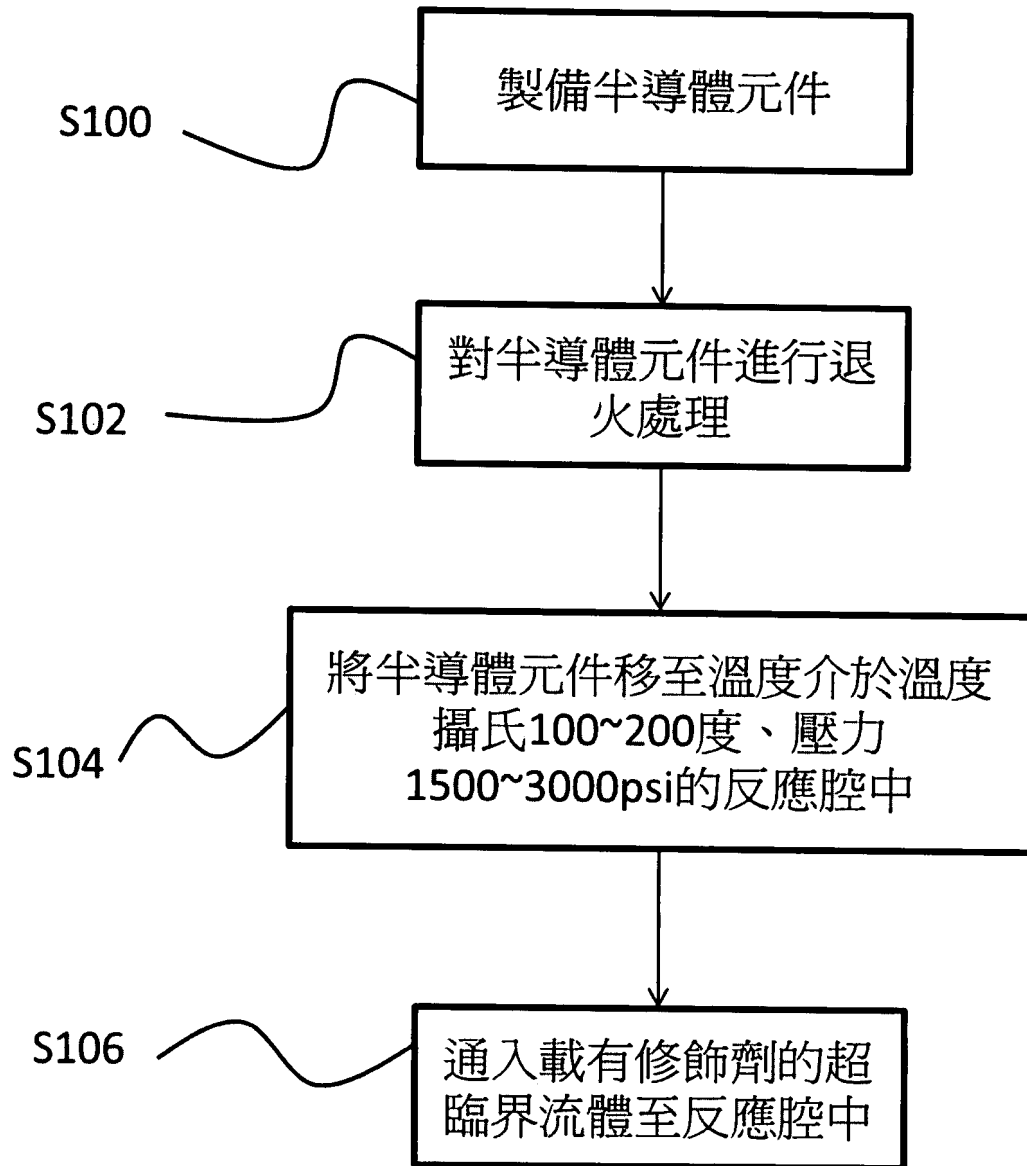 S100
製備半導體元件
S102
對半導體元件進行退
火處理
S104
將半導體元件移至溫度介於溫度
攝氏100~200度、壓力
1500~3000psi的反應腔中
S106
通入載有修飾劑的超
臨界流體至反應腔中